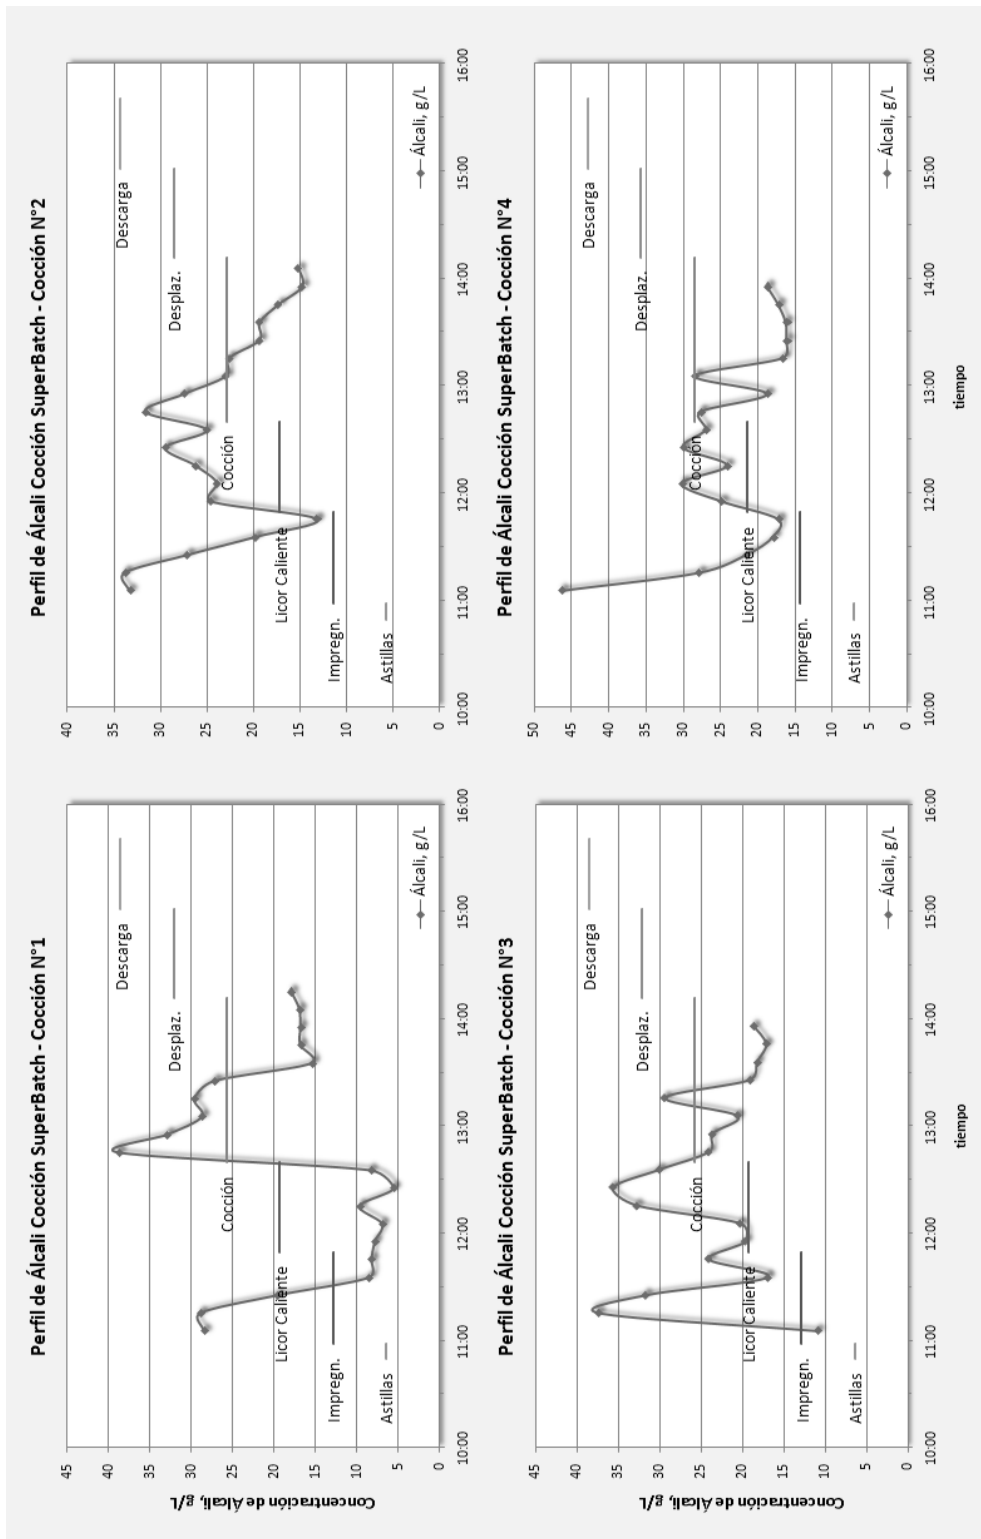 Perfil de Álcali Cocción SuperBatch - Cocción N°1
Concentración de Álcali, g/L
45
40
35
30
25
20
15
10
5
0
Descarga
Desplaz.
Cocción
Licor Caliente
Impregn.
Astillas
Álcali, g/L
10:00 11:00 12:00 13:00 14:00 15:00 16:00
Perfil de Álcali Cocción SuperBatch - Cocción N°2
40
35
30
25
20
15
10
5
0
Descarga
Desplaz.
Cocción
Licor Caliente
Impregn.
Astillas
Álcali, g/L
10:00 11:00 12:00 13:00 14:00 15:00 16:00
Perfil de Álcali Cocción SuperBatch - Cocción N°3
Concentración de Álcali, g/L
45
40
35
30
25
20
15
10
5
0
Descarga
Desplaz.
Cocción
Licor Caliente
Impregn.
Astillas
Álcali, g/L
10:00 11:00 12:00 13:00 14:00 15:00 16:00
tiempo
Perfil de Álcali Cocción SuperBatch - Cocción N°4
50
45
40
35
30
25
20
15
10
5
0
Descarga
Desplaz.
Cocción
Licor Caliente
Impregn.
Astillas
Álcali, g/L
10:00 11:00 12:00 13:00 14:00 15:00 16:00
tiempo